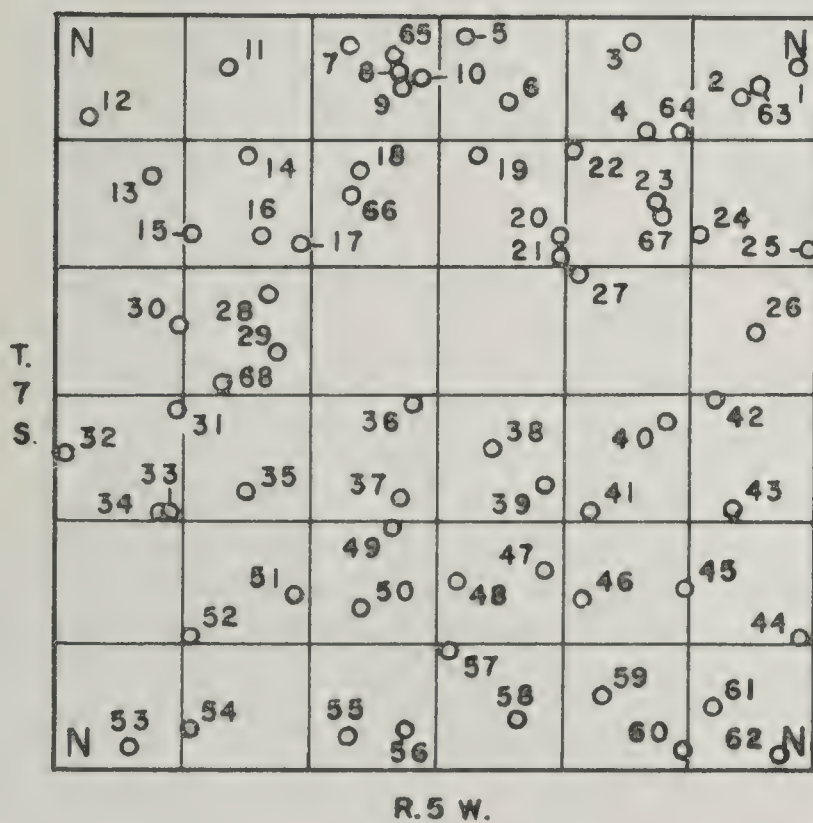 N 11 7 65 5 3 N
8 10 2
12 9 6 4 64 63 1
14 18 19 22 23
13 66
15 16 17 20 67 24 25
21
30 28 27 26
29
T. 68
7 31 36 38 42
S. 32 40
33
34 35 37 39 41 43
49
51 50 48 47 46 45
52 44
57
53 54 55 58 59 61
N 56 60 62 N
R. 5 W.